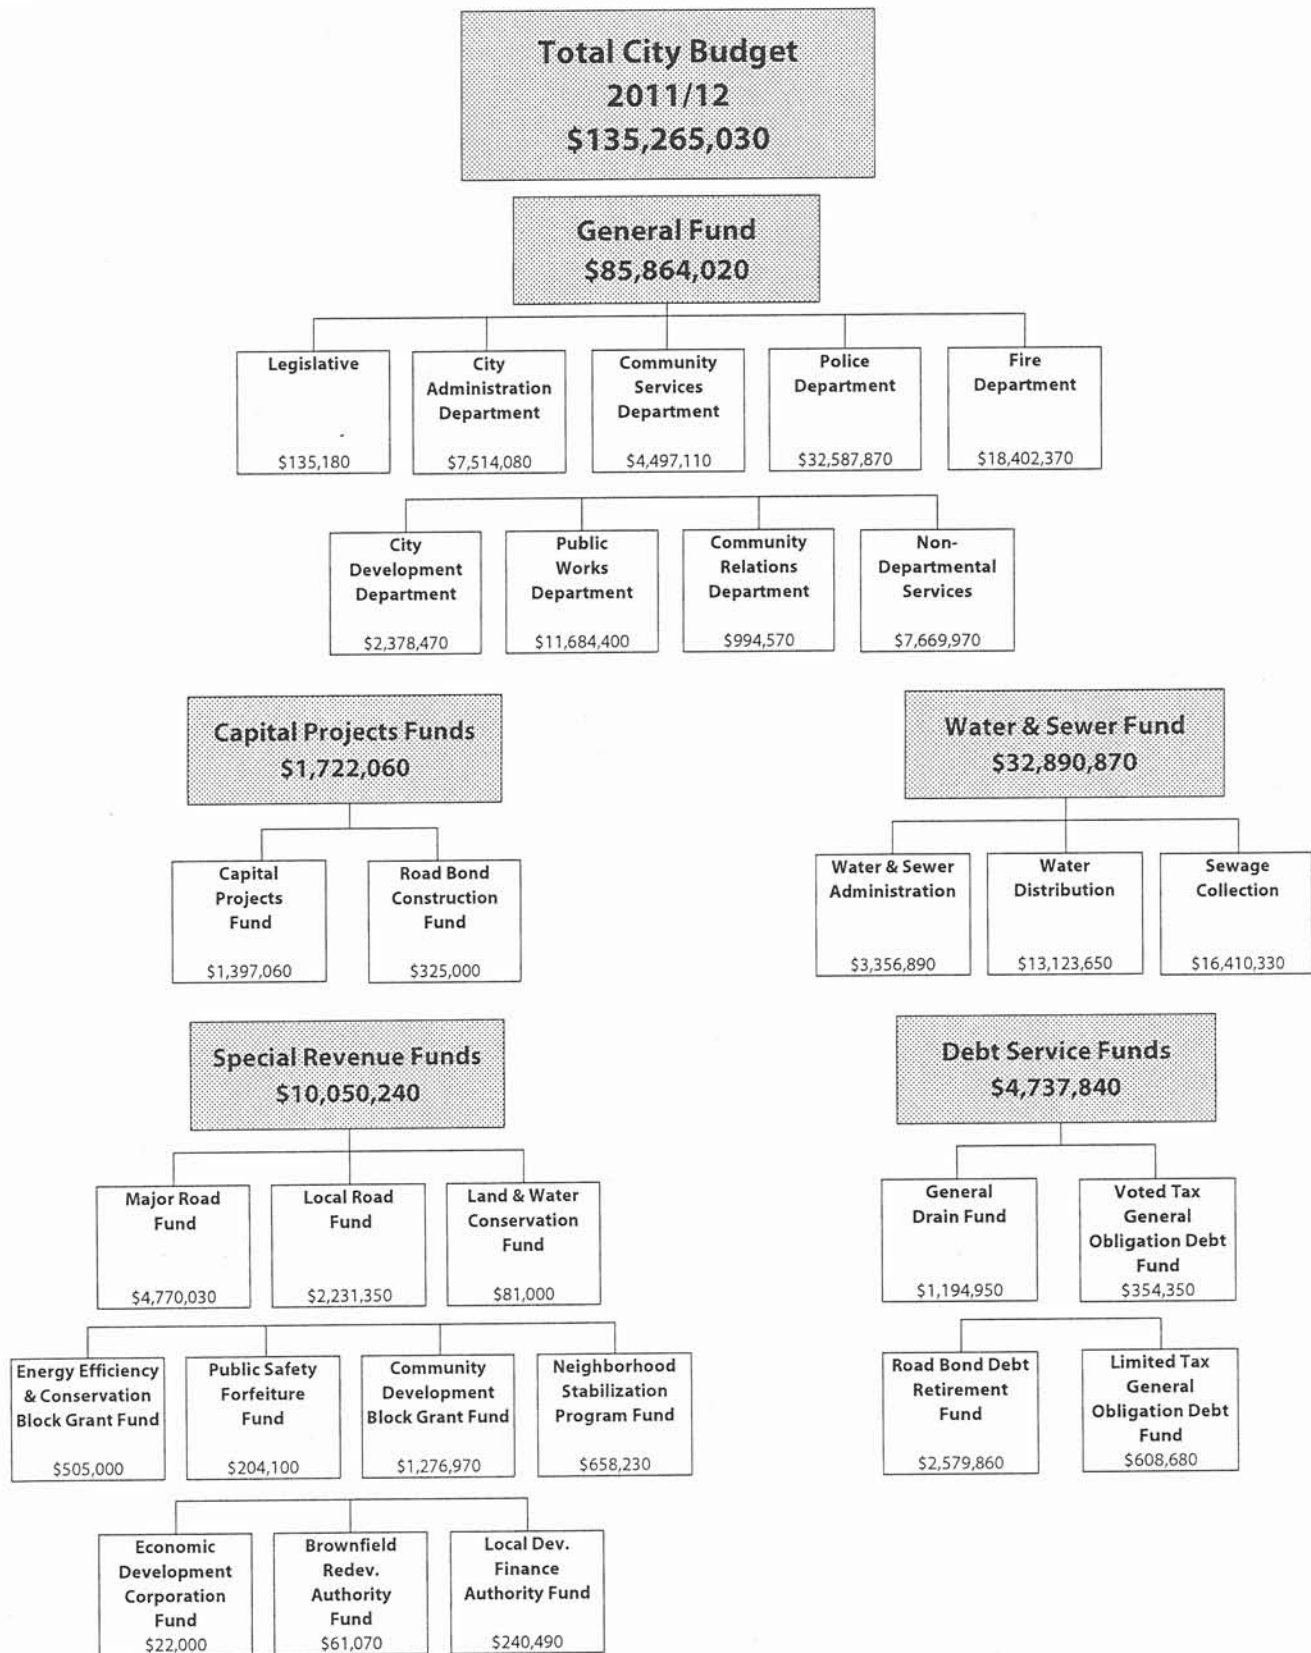 Total City Budget
2011/12
$135,265,030
General Fund
$85,864,020
Legislative
$135,180
City
Administration
Department
$7,514,080
Community
Services
Department
$4,497,110
Police
Department
$32,587,870
Fire
Department
$18,402,370
City
Development
Department
$2,378,470
Public
Works
Department
$11,684,400
Community
Relations
Department
$994,570
Non-
Departmental
Services
$7,669,970
Capital Projects Funds
$1,722,060
Capital
Projects
Fund
$1,397,060
Road Bond
Construction
Fund
$325,000
Water & Sewer Fund
$32,890,870
Water & Sewer
Administration
$3,356,890
Water
Distribution
$13,123,650
Sewage
Collection
$16,410,330
Special Revenue Funds
$10,050,240
Major Road
Fund
$4,770,030
Local Road
Fund
$2,231,350
Land & Water
Conservation
Fund
$81,000
Energy Efficiency
& Conservation
Block Grant Fund
$505,000
Public Safety
Forfeiture
Fund
$204,100
Community
Development
Block Grant Fund
$1,276,970
Neighborhood
Stabilization
Program Fund
$658,230
Economic
Development
Corporation
Fund
$22,000
Brownfield
Redev.
Authority
Fund
$61,070
Local Dev.
Finance
Authority Fund
$240,490
Debt Service Funds
$4,737,840
General
Drain Fund
$1,194,950
Voted Tax
General
Obligation Debt
Fund
$354,350
Road Bond Debt
Retirement
Fund
$2,579,860
Limited Tax
General
Obligation Debt
Fund
$608,680